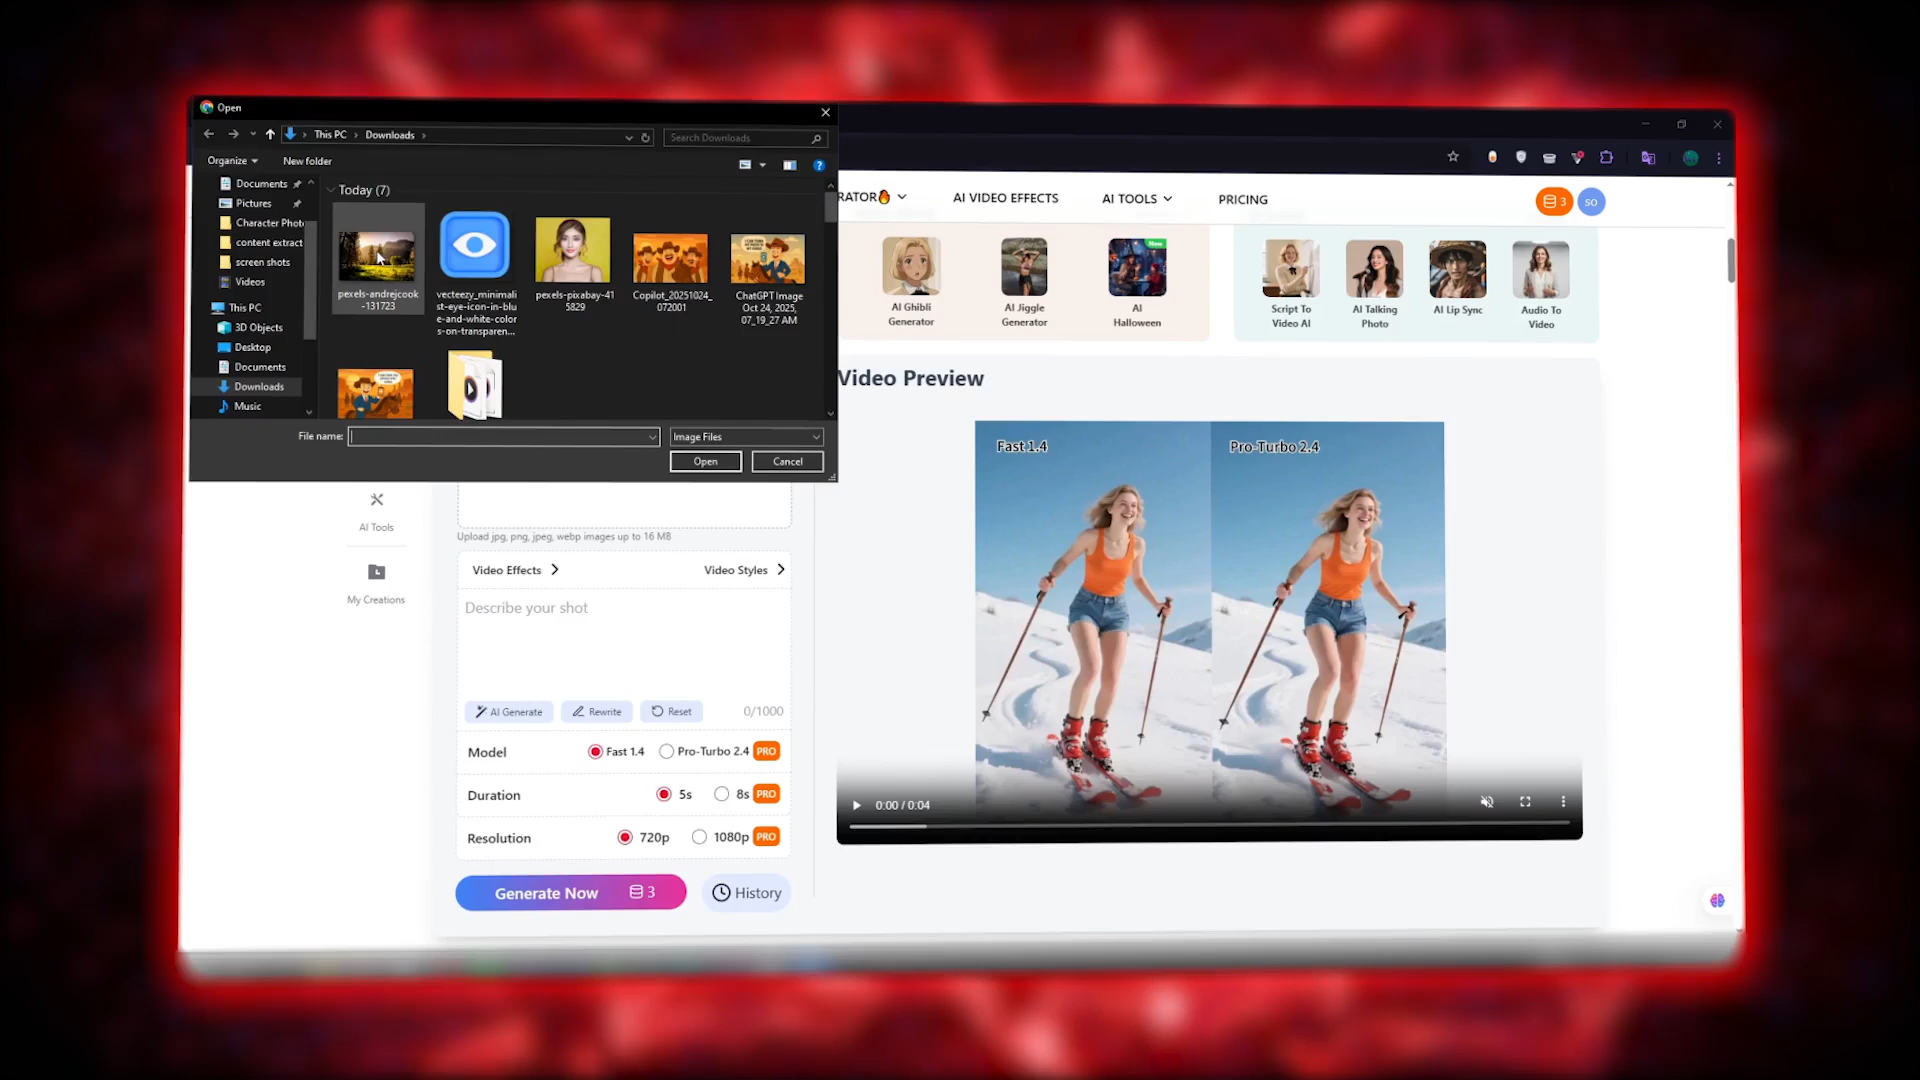 Open
This PC
Downloads
Search Downloads
Organize
New folder
Documents
Pictures
Character Phot
content extract
screen shots
Videos
This PC
3D Objects
Desktop
Documents
Downloads
Music
Today (7)
pexels-andrejcook
-131723
vecteezy_minimali
st-eye-icon-in-blu
e-and-white-color
s-on-transparen...
pexels-pixabay-41
5829
Copilot_20251024_
072001
ChatGPT Image
Oct 24, 2025,
07_19_27 AM
File name:
Image Files
Open
Cancel
RATOR🔥
AI VIDEO EFFECTS
AI TOOLS
PRICING
3
SO
AI Ghibli
Generator
AI Jiggle
Generator
New
AI
Halloween
Script To
Video AI
AI Talking
Photo
AI Lip Sync
Audio To
Video
AI Tools
My Creations
Upload jpg, png, jpeg, webp images up to 16 MB
Video Effects
Video Styles
Describe your shot
AI Generate
Rewrite
Reset
0/1000
Model
Fast 1.4
Pro-Turbo 2.4
PRO
Duration
5s
8s
PRO
Resolution
720p
1080p
PRO
Generate Now
3
History
Video Preview
Fast 1.4
Pro-Turbo 2.4
0:00 / 0:04